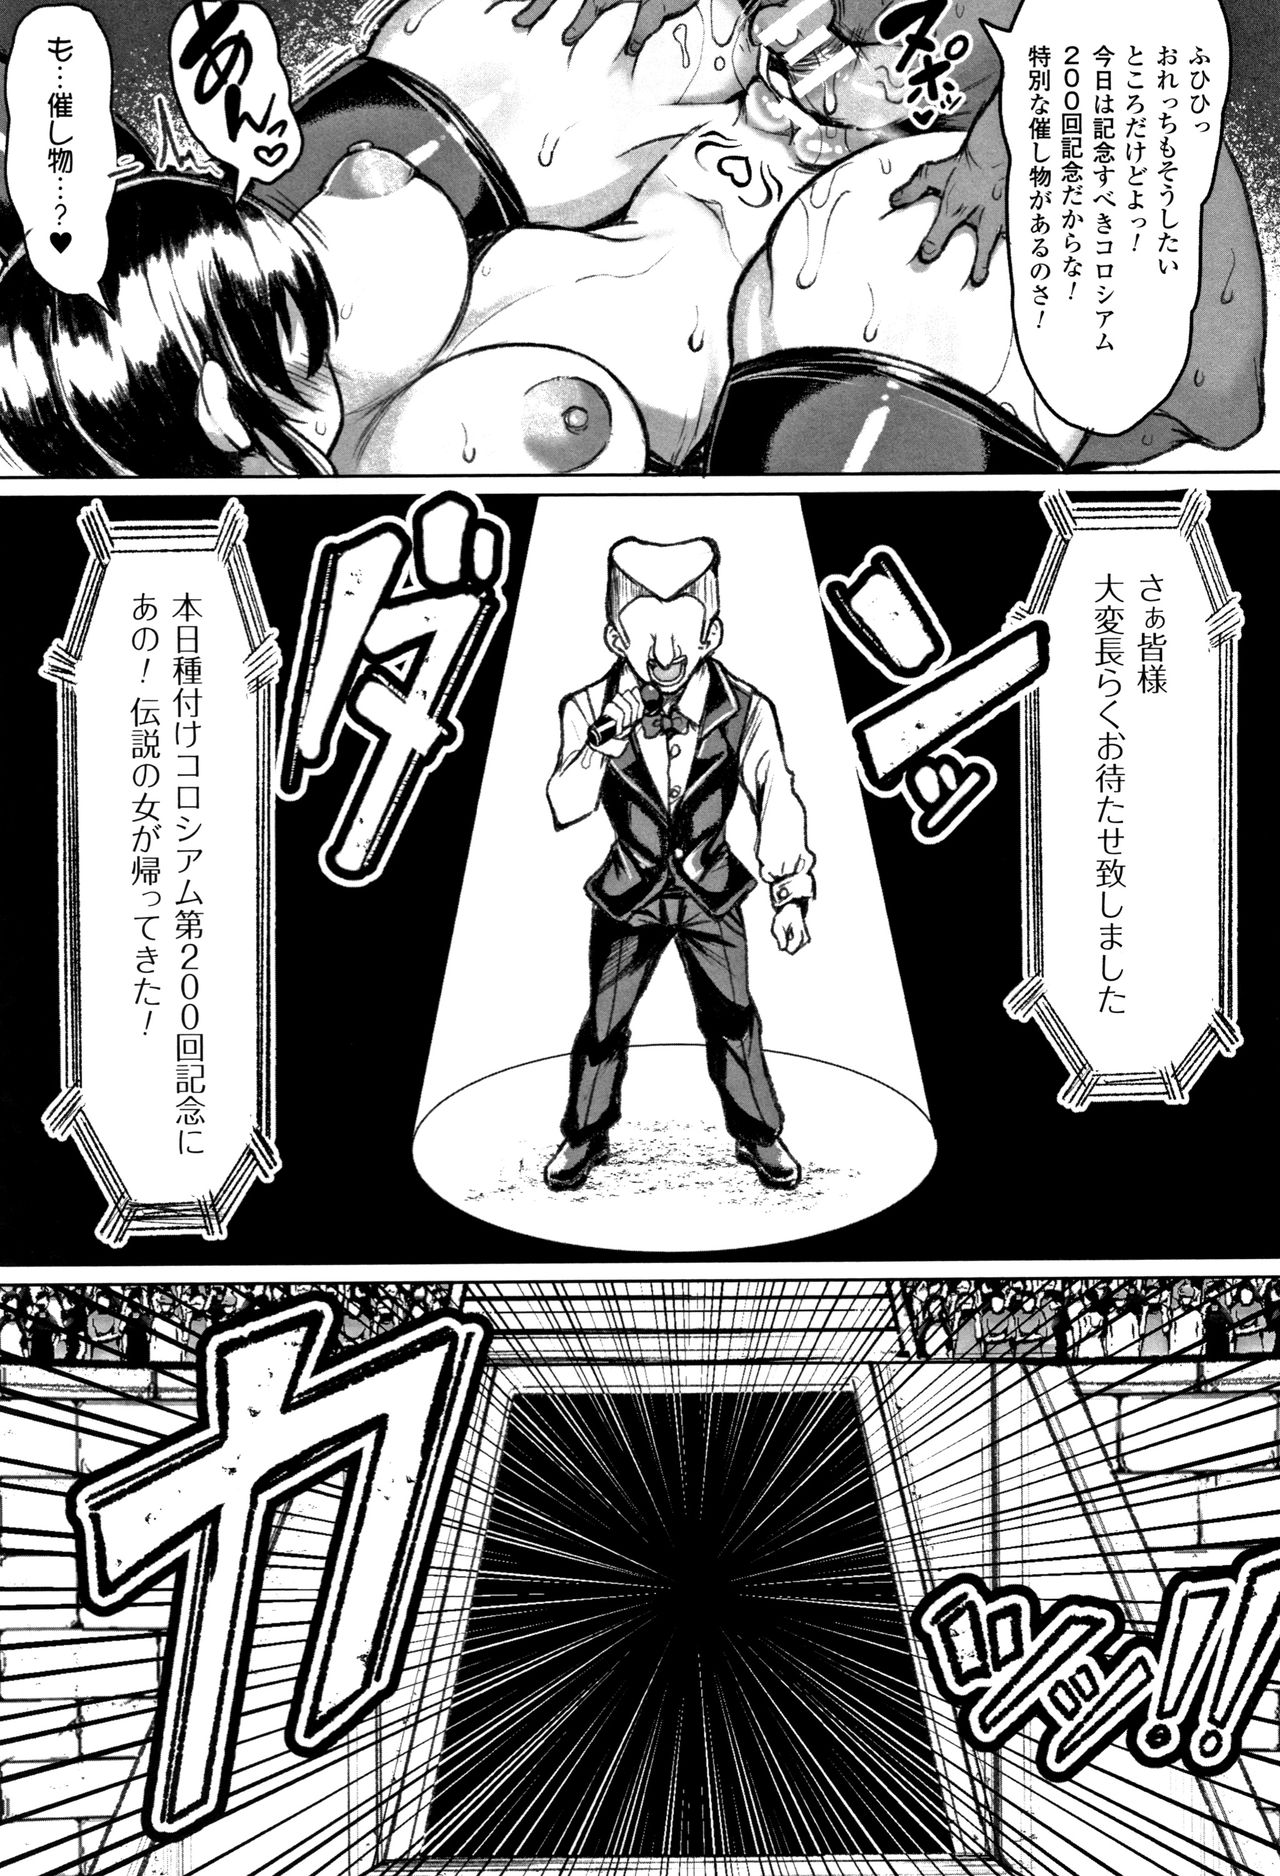 ふひひっ
おれっちもそうしたい
ところだけどよっ!
今日は記念すべきコロシアム
200回記念だからな!
特別な催し物があるのさ!
ヌポォッ♡
あんっ♡
も…催し物…?♥
さぁ皆様
大変長らくお待たせ致しました
ダンッ
本日種付けコロシアム第200回記念に
あの!伝説の女が帰ってきた!
カッッ!!